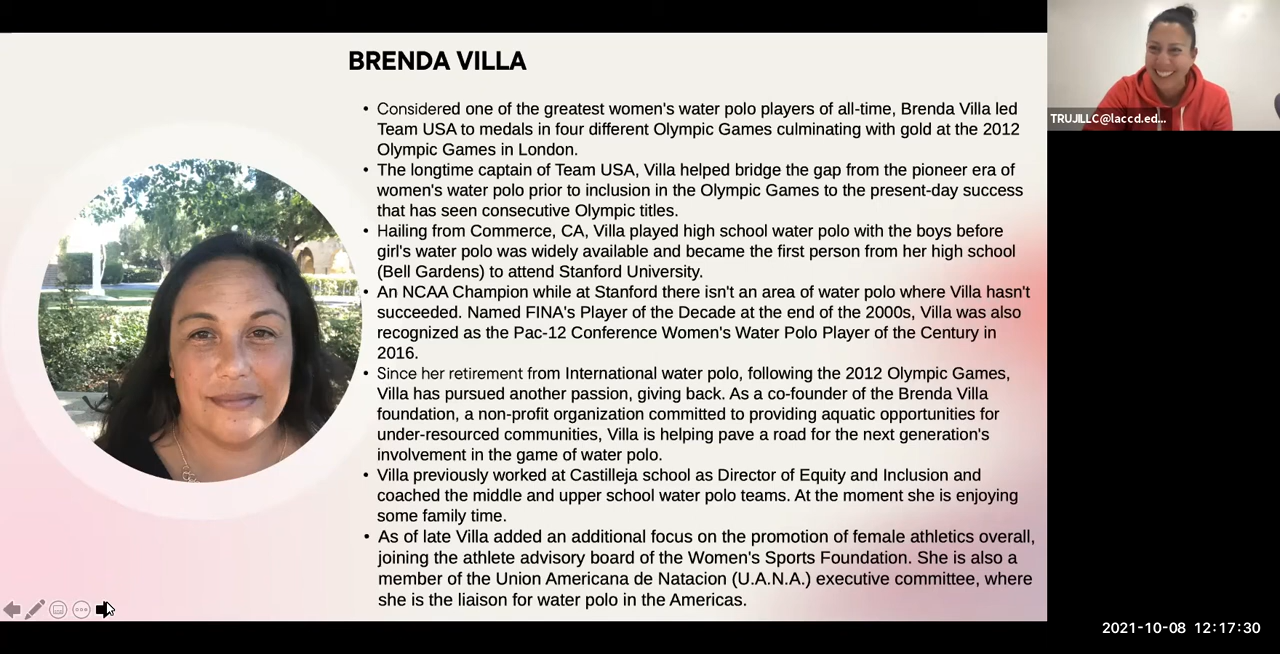 BRENDA VILLA
• Considered one of the greatest women's water polo players of all-time, Brenda Villa led
Team USA to medals in four different Olympic Games culminating with gold at the 2012
Olympic Games in London.
• The longtime captain of Team USA, Villa helped bridge the gap from the pioneer era of
women's water polo prior to inclusion in the Olympic Games to the present-day success
that has seen consecutive Olympic titles.
• Hailing from Commerce, CA, Villa played high school water polo with the boys before
girl's water polo was widely available and became the first person from her high school
(Bell Gardens) to attend Stanford University.
• An NCAA Champion while at Stanford there isn't an area of water polo where Villa hasn't
succeeded. Named FINA's Player of the Decade at the end of the 2000s, Villa was also
recognized as the Pac-12 Conference Women's Water Polo Player of the Century in
2016.
• Since her retirement from International water polo, following the 2012 Olympic Games,
Villa has pursued another passion, giving back. As a co-founder of the Brenda Villa
foundation, a non-profit organization committed to providing aquatic opportunities for
under-resourced communities, Villa is helping pave a road for the next generation's
involvement in the game of water polo.
• Villa previously worked at Castilleja school as Director of Equity and Inclusion and
coached the middle and upper school water polo teams. At the moment she is enjoying
some family time.
• As of late Villa added an additional focus on the promotion of female athletics overall,
joining the athlete advisory board of the Women's Sports Foundation. She is also a
member of the Union Americana de Natacion (U.A.N.A.) executive committee, where
she is the liaison for water polo in the Americas.
TRUJILLC@laccd.ed...
2021-10-08 12:17:30